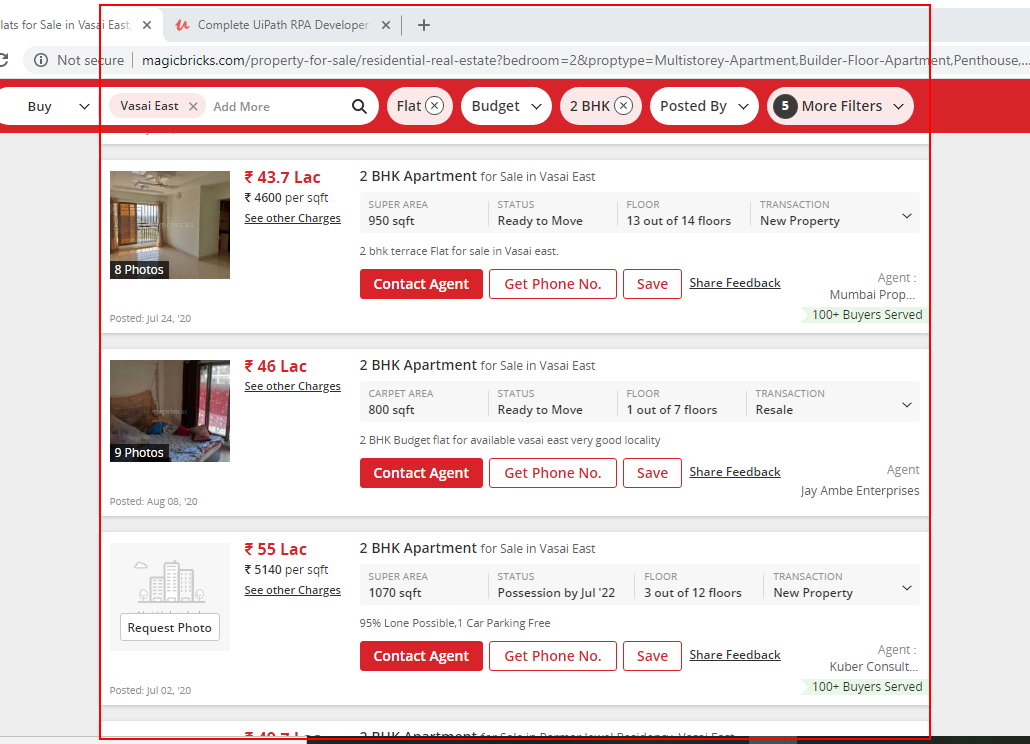 lats for Sale in Vasai East,
Complete UiPath RPA Developer
Not secure
magicbricks.com/property-for-sale/residential-real-estate?bedroom=2&proptype=Multistorey-Apartment,Builder-Floor-Apartment,Penthouse,...
Buy
Vasai East
Add More
Flat
Budget
2 BHK
Posted By
5 More Filters
₹ 43.7 Lac
₹ 4600 per sqft
See other Charges
8 Photos
Posted: Jul 24, '20
2 BHK Apartment for Sale in Vasai East
SUPER AREA
950 sqft
STATUS
Ready to Move
FLOOR
13 out of 14 floors
TRANSACTION
New Property
2 bhk terrace Flat for sale in Vasai east.
Contact Agent
Get Phone No.
Save
Share Feedback
Agent :
Mumbai Prop...
100+ Buyers Served
₹ 46 Lac
See other Charges
magicbricks
9 Photos
Posted: Aug 08, '20
2 BHK Apartment for Sale in Vasai East
CARPET AREA
800 sqft
STATUS
Ready to Move
FLOOR
1 out of 7 floors
TRANSACTION
Resale
2 BHK Budget flat for available vasai east very good locality
Contact Agent
Get Phone No.
Save
Share Feedback
Agent
Jay Ambe Enterprises
₹ 55 Lac
₹ 5140 per sqft
See other Charges
Request Photo
Posted: Jul 02, '20
2 BHK Apartment for Sale in Vasai East
SUPER AREA
1070 sqft
STATUS
Possession by Jul '22
FLOOR
3 out of 12 floors
TRANSACTION
New Property
95% Lone Possible,1 Car Parking Free
Contact Agent
Get Phone No.
Save
Share Feedback
Agent :
Kuber Consult...
100+ Buyers Served
2 BHK Apartment for Sale in Parmar Jewel Residency, Vasai East